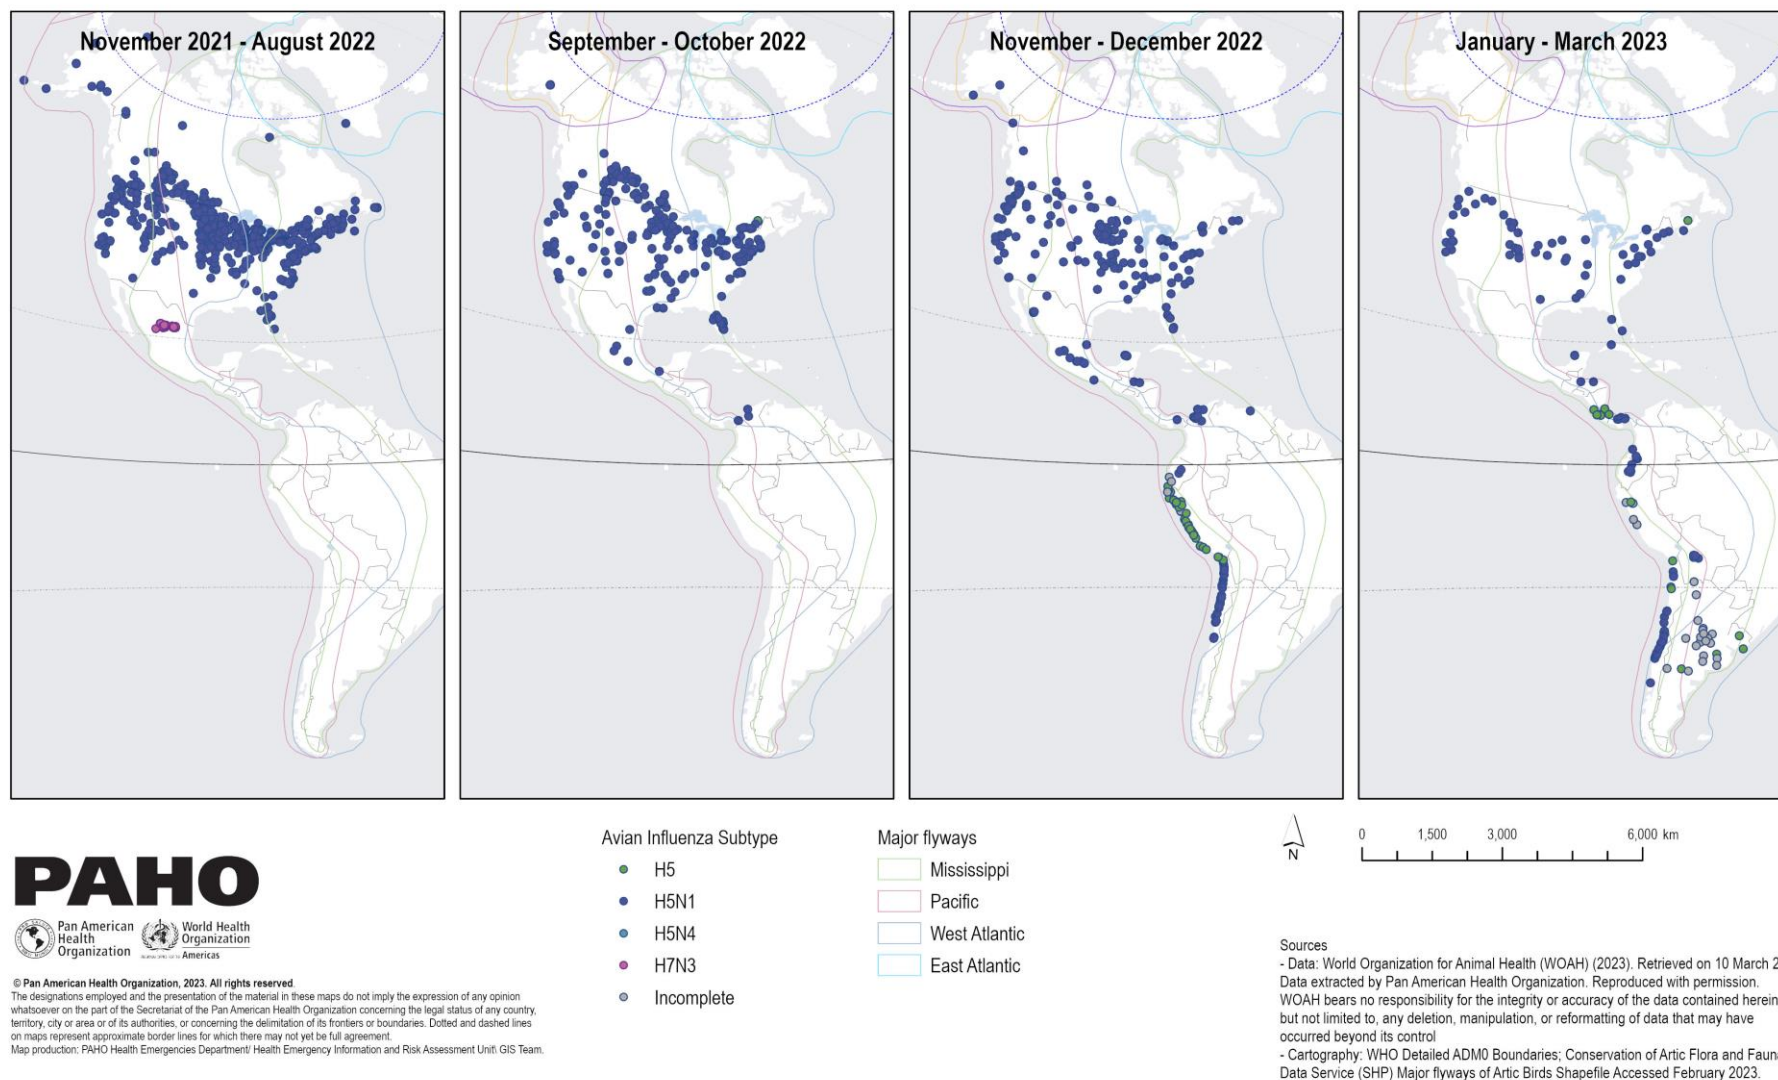 November 2021 - August 2022
September - October 2022
November - December 2022
January - March 2023
PAHO
Pan American
Health
Organization
World Health
Organization
Americas
© Pan American Health Organization, 2023. All rights reserved.
The designations employed and the presentation of the material in these maps do not imply the expression of any opinion
whatsoever on the part of the Secretariat of the Pan American Health Organization concerning the legal status of any country,
territory, city or area or of its authorities, or concerning the delimitation of its frontiers or boundaries. Dotted and dashed lines
on maps represent approximate border lines for which there may not yet be full agreement.
Map production: PAHO Health Emergencies Department/ Health Emergency Information and Risk Assessment Unit\ GIS Team.
Avian Influenza Subtype
H5
H5N1
H5N4
H7N3
Incomplete
Major flyways
Mississippi
Pacific
West Atlantic
East Atlantic
N
0 1,500 3,000 6,000 km
Sources
- Data: World Organization for Animal Health (WOAH) (2023). Retrieved on 10 March 2
Data extracted by Pan American Health Organization. Reproduced with permission.
WOAH bears no responsibility for the integrity or accuracy of the data contained herein
but not limited to, any deletion, manipulation, or reformatting of data that may have
occurred beyond its control
- Cartography: WHO Detailed ADM0 Boundaries; Conservation of Artic Flora and Faun
Data Service (SHP) Major flyways of Artic Birds Shapefile Accessed February 2023.